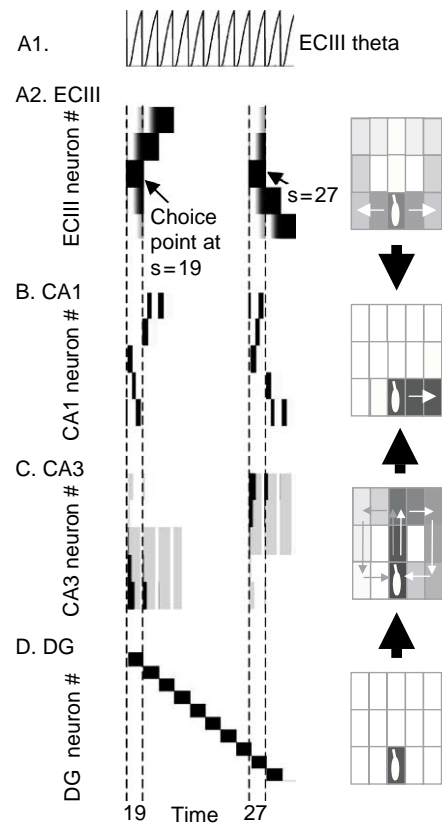 A1.
ECIII theta
A2. ECIII
ECIII neuron #
Choice
point at
s=19
s=27
B. CA1
CA1 neuron #
C. CA3
CA3 neuron #
D. DG
DG neuron #
19 Time 27